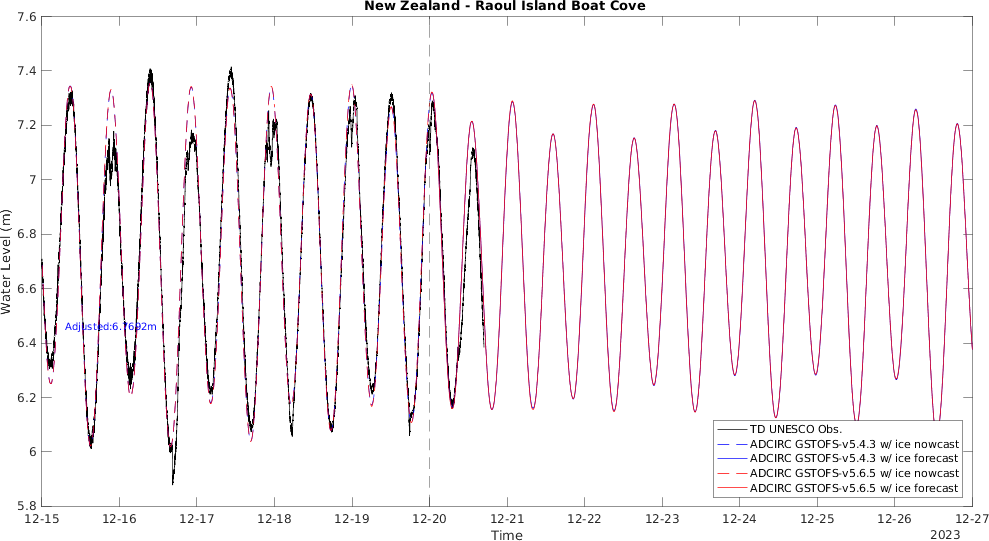 New Zealand - Raoul Island Boat Cove
7.6
7.4
7.2
7
6.8
6.6
6.4
6.2
6
5.8
Water Level (m)
Adjusted:6.7692m
TD UNESCO Obs.
ADCIRC GSTOFS-v5.4.3 w/ ice nowcast
ADCIRC GSTOFS-v5.4.3 w/ ice forecast
ADCIRC GSTOFS-v5.6.5 w/ ice nowcast
ADCIRC GSTOFS-v5.6.5 w/ ice forecast
12-15 12-16 12-17 12-18 12-19 12-20 12-21 12-22 12-23 12-24 12-25 12-26 12-27
Time
2023